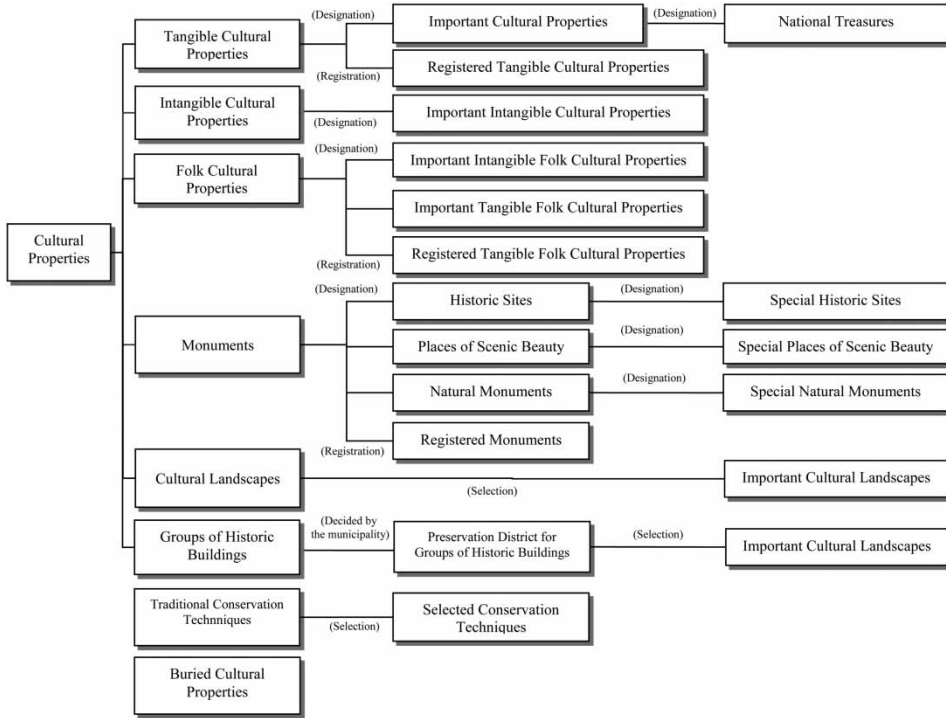 Cultural
Properties
Tangible Cultural
Properties
(Designation)
Important Cultural Properties
(Designation)
National Treasures
(Registration)
Registered Tangible Cultural Properties
Intangible Cultural
Properties
(Designation)
Important Intangible Cultural Properties
Folk Cultural
Properties
(Designation)
Important Intangible Folk Cultural Properties
Important Tangible Folk Cultural Properties
(Registration)
Registered Tangible Folk Cultural Properties
Monuments
(Designation)
Historic Sites
(Designation)
Special Historic Sites
Places of Scenic Beauty
(Designation)
Special Places of Scenic Beauty
Natural Monuments
(Designation)
Special Natural Monuments
(Registration)
Registered Monuments
Cultural Landscapes
(Selection)
Important Cultural Landscapes
Groups of Historic
Buildings
(Decided by
the municipality)
Preservation District for
Groups of Historic Buildings
(Selection)
Important Cultural Landscapes
Traditional Conservation
Technniques
(Selection)
Selected Conservation
Techniques
Buried Cultural
Properties